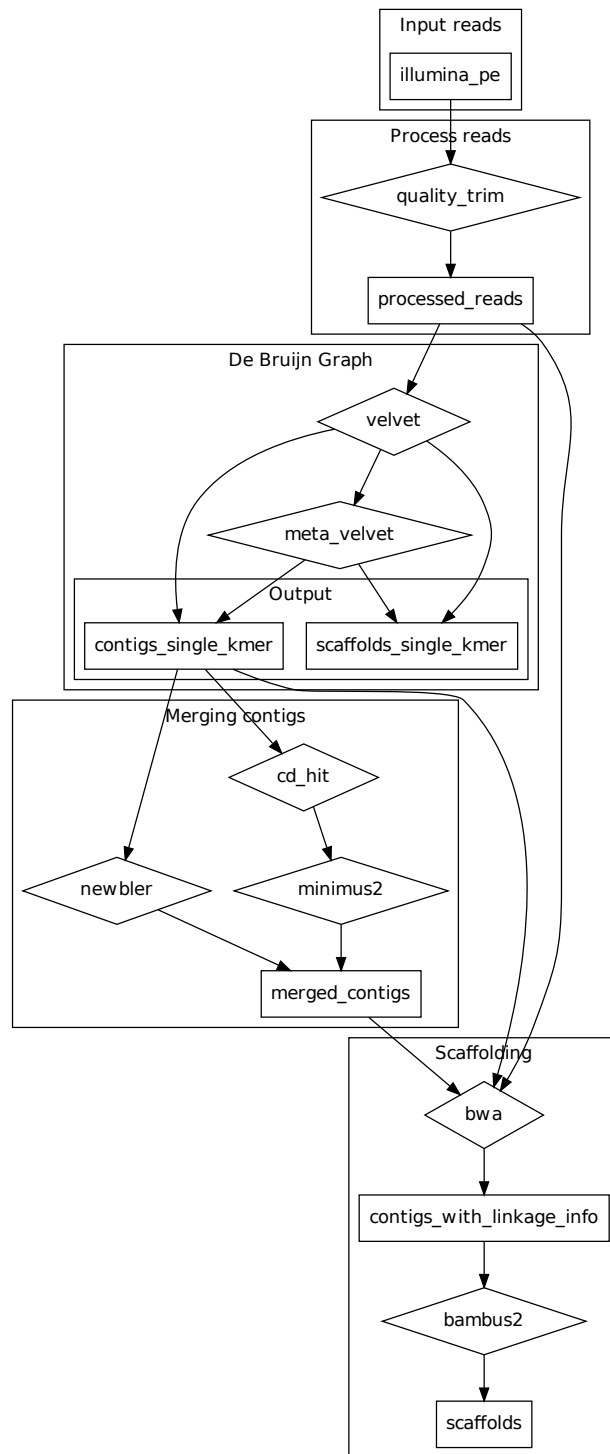 Input reads
illumina_pe
Process reads
quality_trim
processed_reads
De Bruijn Graph
velvet
meta_velvet
Output
contigs_single_kmer
scaffolds_single_kmer
Merging contigs
cd_hit
newbler
minimus2
merged_contigs
Scaffolding
bwa
contigs_with_linkage_info
bambus2
scaffolds